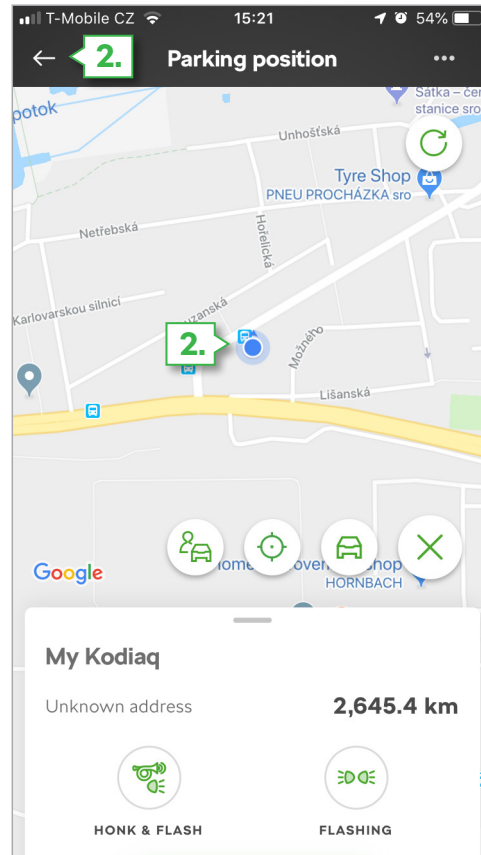 T-Mobile CZ 15:21 54%
2. Parking position
potok
Sátka – čer
stanice sro
Unhošťská
Tyre Shop
PNEU PROCHÁZKA sro
Netřebská
Hořelická
Karlovarskou silnicí
uzanská
2.
Možného
Lišanská
Google
HORNBACH
My Kodiaq
Unknown address 2,645.4 km
HONK & FLASH FLASHING